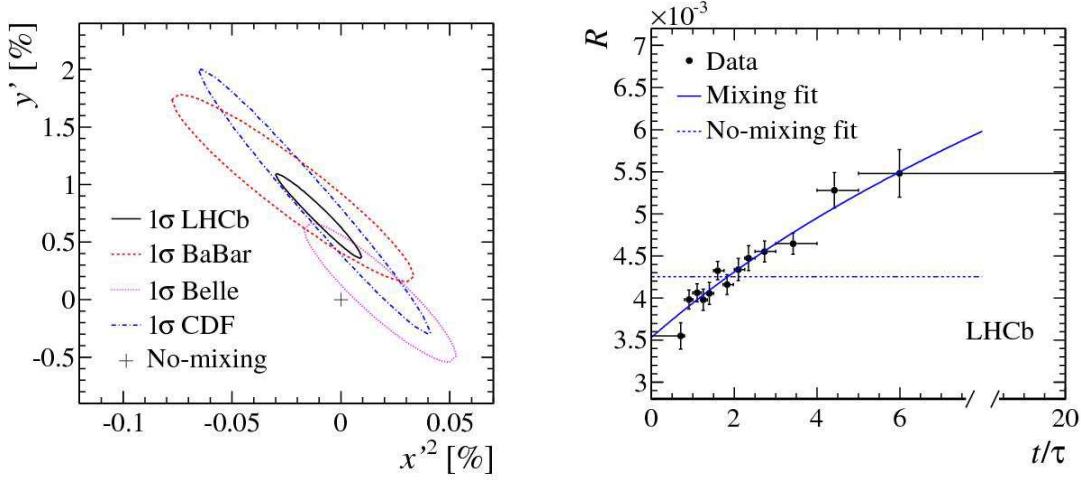 y' [%]
2
1.5
1
0.5
0
-0.5
1σ LHCb
1σ BaBar
1σ Belle
1σ CDF
No-mixing
-0.1
-0.05
0
0.05
x'² [%]
×10⁻³
R
7
6.5
6
5.5
5
4.5
4
3.5
3
Data
Mixing fit
No-mixing fit
LHCb
0
2
4
6
20
t/τ